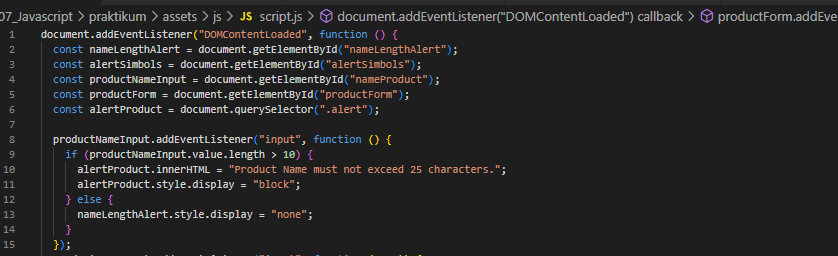 07_Javascript > praktikum > assets > js > JS script.js > document.addEventListener("DOMContentLoaded") callback > productForm.addEve
1 document.addEventListener("DOMContentLoaded", function () {
2 const nameLengthAlert = document.getElementById("nameLengthAlert");
3 const alertSimbols = document.getElementById("alertSimbols");
4 const productNameInput = document.getElementById("nameProduct");
5 const productForm = document.getElementById("productForm");
6 const alertProduct = document.querySelector(".alert");
7
8 productNameInput.addEventListener("input", function () {
9 if (productNameInput.value.length > 10) {
10 alertProduct.innerHTML = "Product Name must not exceed 25 characters.";
11 alertProduct.style.display = "block";
12 } else {
13 nameLengthAlert.style.display = "none";
14 }
15 });